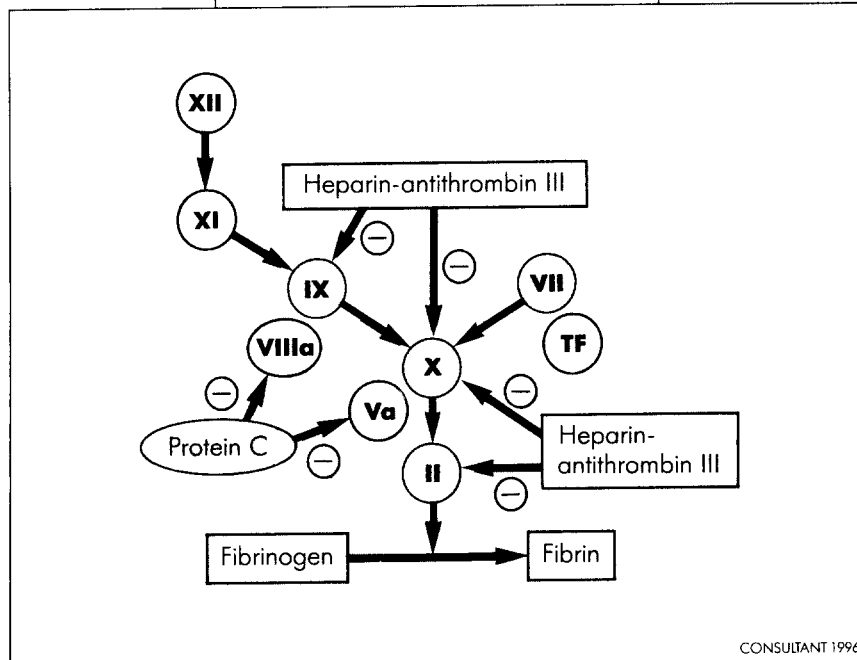 XII
Heparin-antithrombin III
XI
−
−
IX
VII
VIIIa
TF
X
−
−
Va
Protein C
−
Heparin-
antithrombin III
II
−
Fibrinogen
Fibrin
CONSULTANT 1996